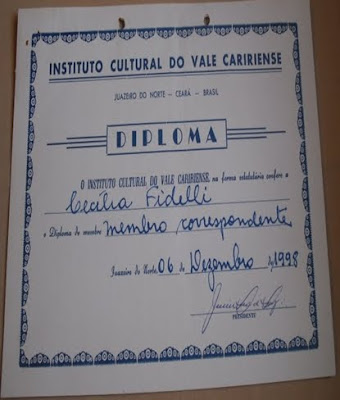 INSTITUTO CULTURAL DO VALE CARIRIENSE
JUAZEIRO DO NORTE — CEARÁ — BRASIL
DIPLOMA
O INSTITUTO CULTURAL DO VALE CARIRIENSE, na forma estatutária confere a
Cecília Fidelli
o Diploma de membro membro correspondente
Juazeiro do Norte, 06 de Dezembro de 1998
PRESIDENTE